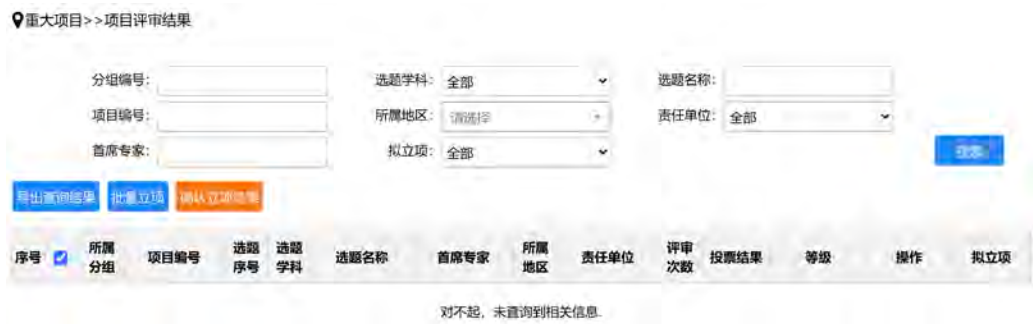 重大项目>>项目评审结果
分组编号: 选题学科: 全部 选题名称:
项目编号: 所属地区: 请选择 责任单位: 全部
首席专家: 拟立项: 全部 搜索
导出查询结果 批量立项 确认立项结果
序号 所属分组 项目编号 选题序号 选题学科 选题名称 首席专家 所属地区 责任单位 评审次数 投票结果 等级 操作 拟立项
对不起，未查询到相关信息.